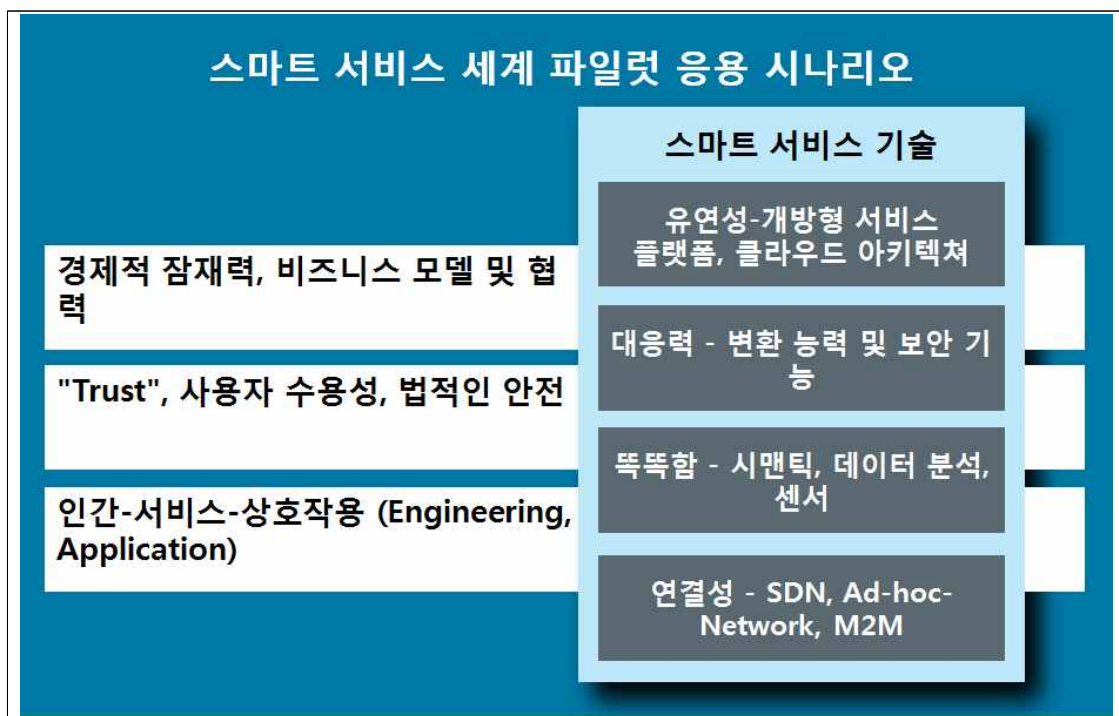 스마트 서비스 세계 파일럿 응용 시나리오
스마트 서비스 기술
유연성-개방형 서비스
플랫폼, 클라우드 아키텍쳐
대응력 - 변환 능력 및 보안 기
능
똑똑함 - 시맨틱, 데이터 분석,
센서
연결성 - SDN, Ad-hoc-
Network, M2M
경제적 잠재력, 비즈니스 모델 및 협
력
"Trust", 사용자 수용성, 법적인 안전
인간-서비스-상호작용 (Engineering,
Application)